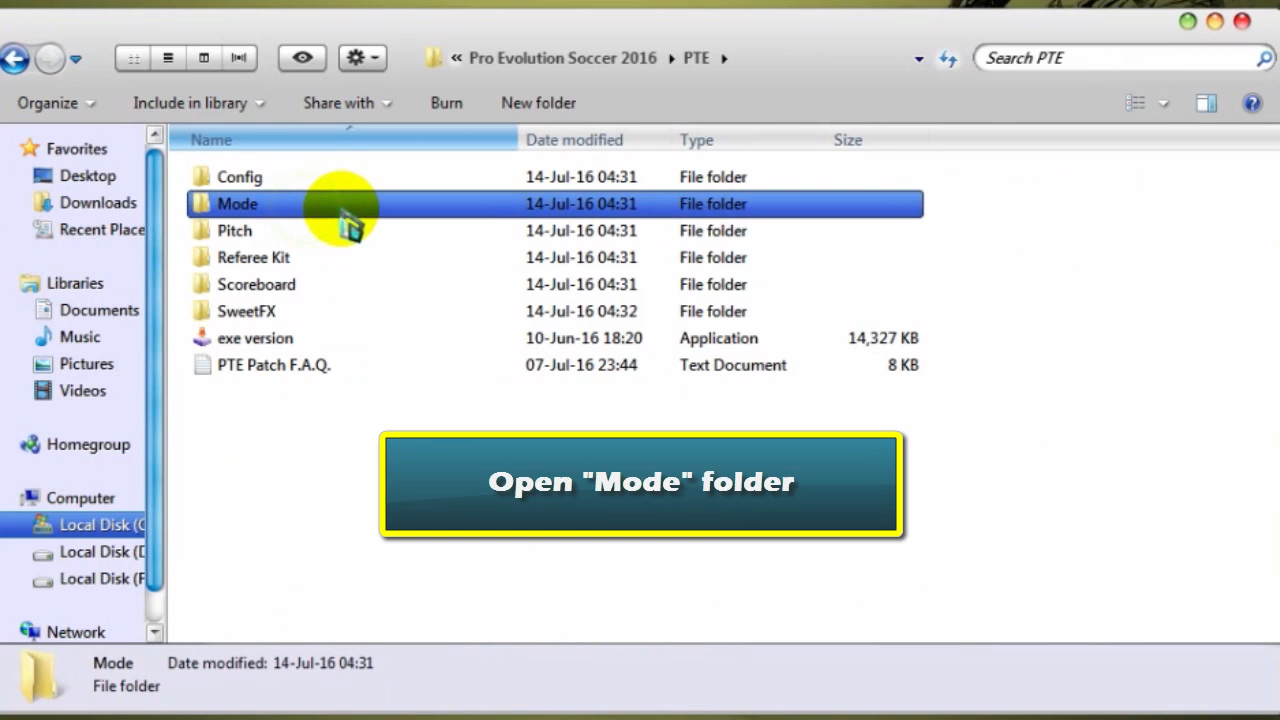 « Pro Evolution Soccer 2016 ▸ PTE ▸
Search PTE
Organize
Include in library
Share with
Burn
New folder
Favorites
Desktop
Downloads
Recent Place
Libraries
Documents
Music
Pictures
Videos
Homegroup
Computer
Local Disk (C
Local Disk (D
Local Disk (F
Network
Name Date modified Type Size
Config 14-Jul-16 04:31 File folder
Mode 14-Jul-16 04:31 File folder
Pitch 14-Jul-16 04:31 File folder
Referee Kit 14-Jul-16 04:31 File folder
Scoreboard 14-Jul-16 04:31 File folder
SweetFX 14-Jul-16 04:32 File folder
exe version 10-Jun-16 18:20 Application 14,327 KB
PTE Patch F.A.Q. 07-Jul-16 23:44 Text Document 8 KB
Open "Mode" folder
Mode Date modified: 14-Jul-16 04:31
File folder